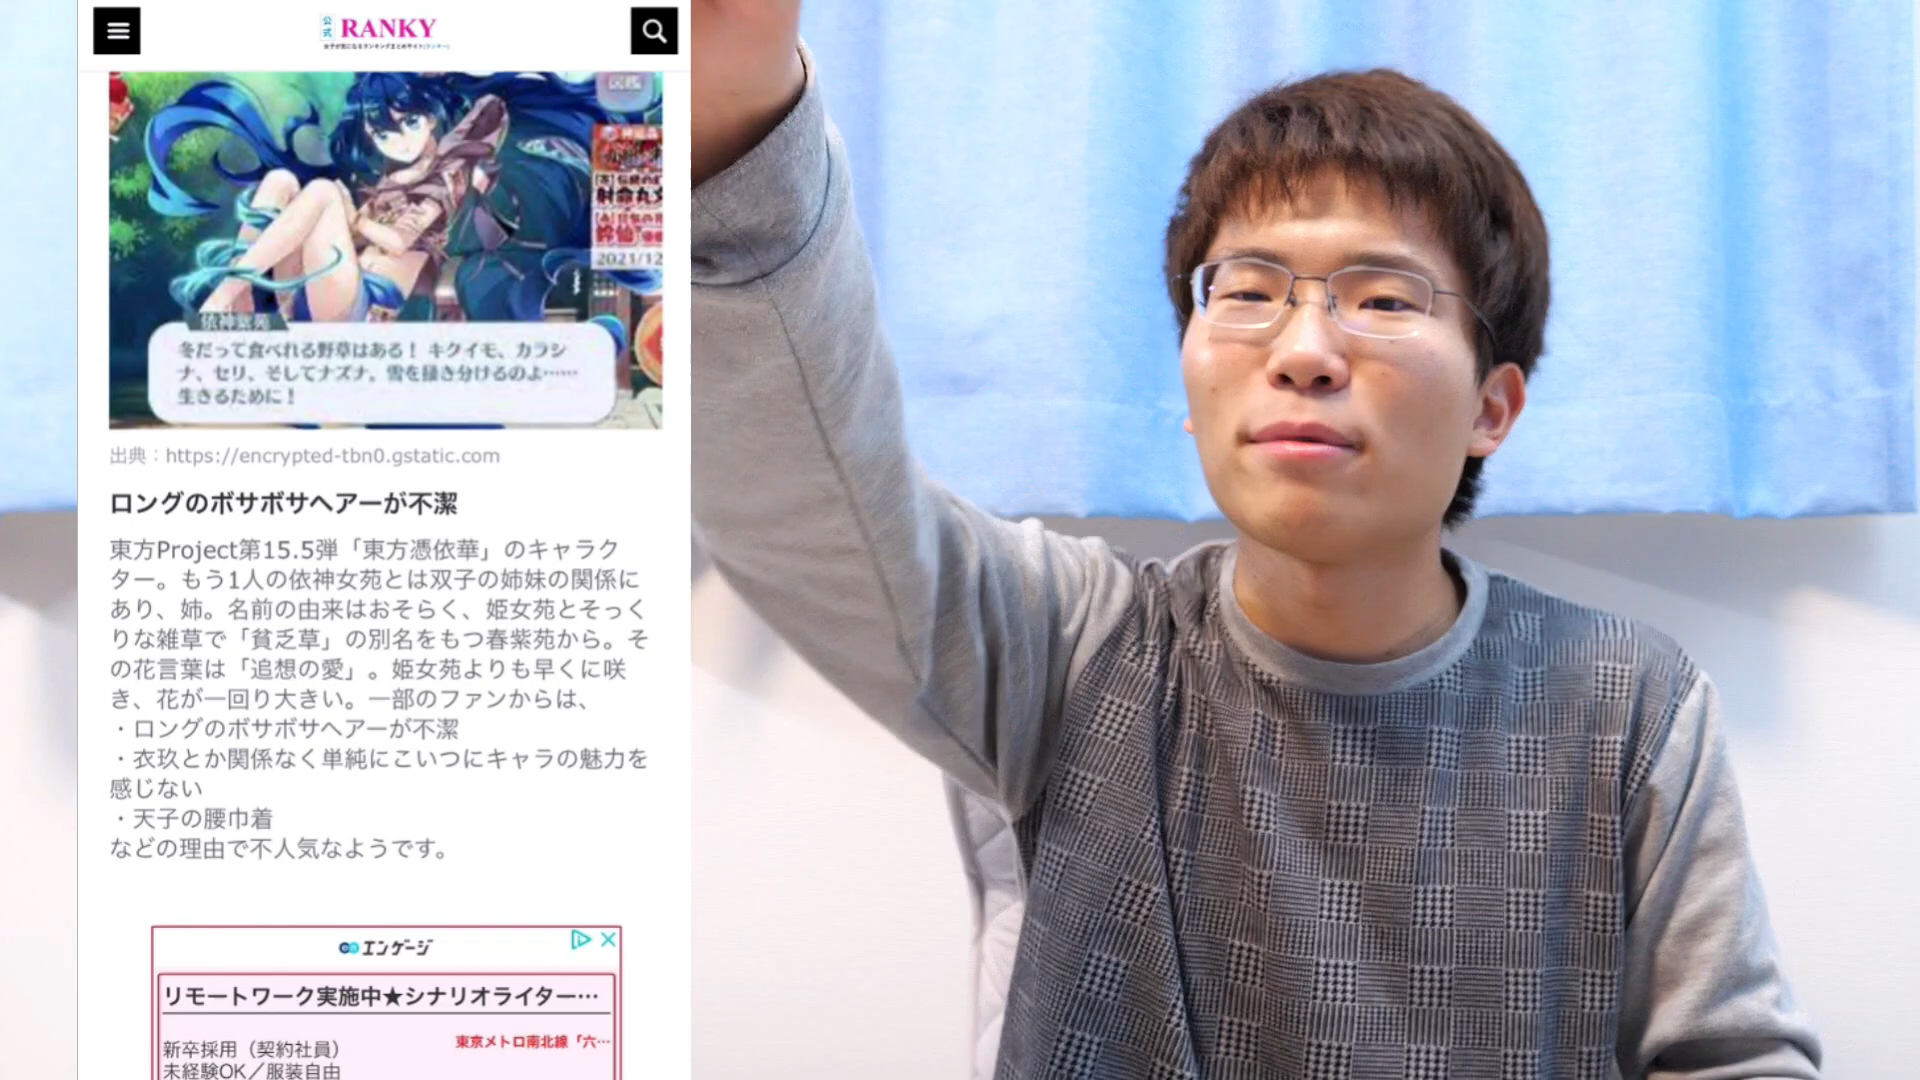 公式 RANKY
図鑑
射命丸文
2021/12
依神紫苑
冬だって食べれる野草はある！ キクイモ、カラシ
ナ、セリ、そしてナズナ。雪を掻き分けるのよ……
生きるために！
出典：https://encrypted-tbn0.gstatic.com
ロングのボサボサヘアーが不潔
東方Project第15.5弾「東方憑依華」のキャラク
ター。もう1人の依神女苑とは双子の姉妹の関係に
あり、姉。名前の由来はおそらく、姫女苑とそっく
りな雑草で「貧乏草」の別名をもつ春紫苑から。そ
の花言葉は「追想の愛」。姫女苑よりも早くに咲
き、花が一回り大きい。一部のファンからは、
・ロングのボサボサヘアーが不潔
・衣玖とか関係なく単純にこいつにキャラの魅力を
感じない
・天子の腰巾着
などの理由で不人気なようです。
エンゲージ
リモートワーク実施中★シナリオライター…
東京メトロ南北線「六…
新卒採用（契約社員）
未経験OK／服装自由